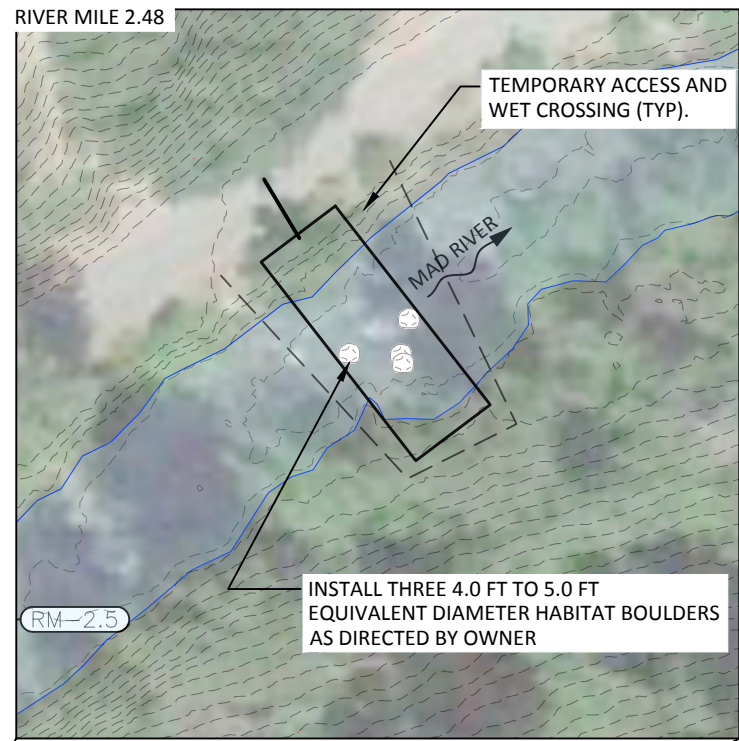 RIVER MILE 2.48
TEMPORARY ACCESS AND
WET CROSSING (TYP).
MAD RIVER
INSTALL THREE 4.0 FT TO 5.0 FT
EQUIVALENT DIAMETER HABITAT BOULDERS
AS DIRECTED BY OWNER
RM-2.5